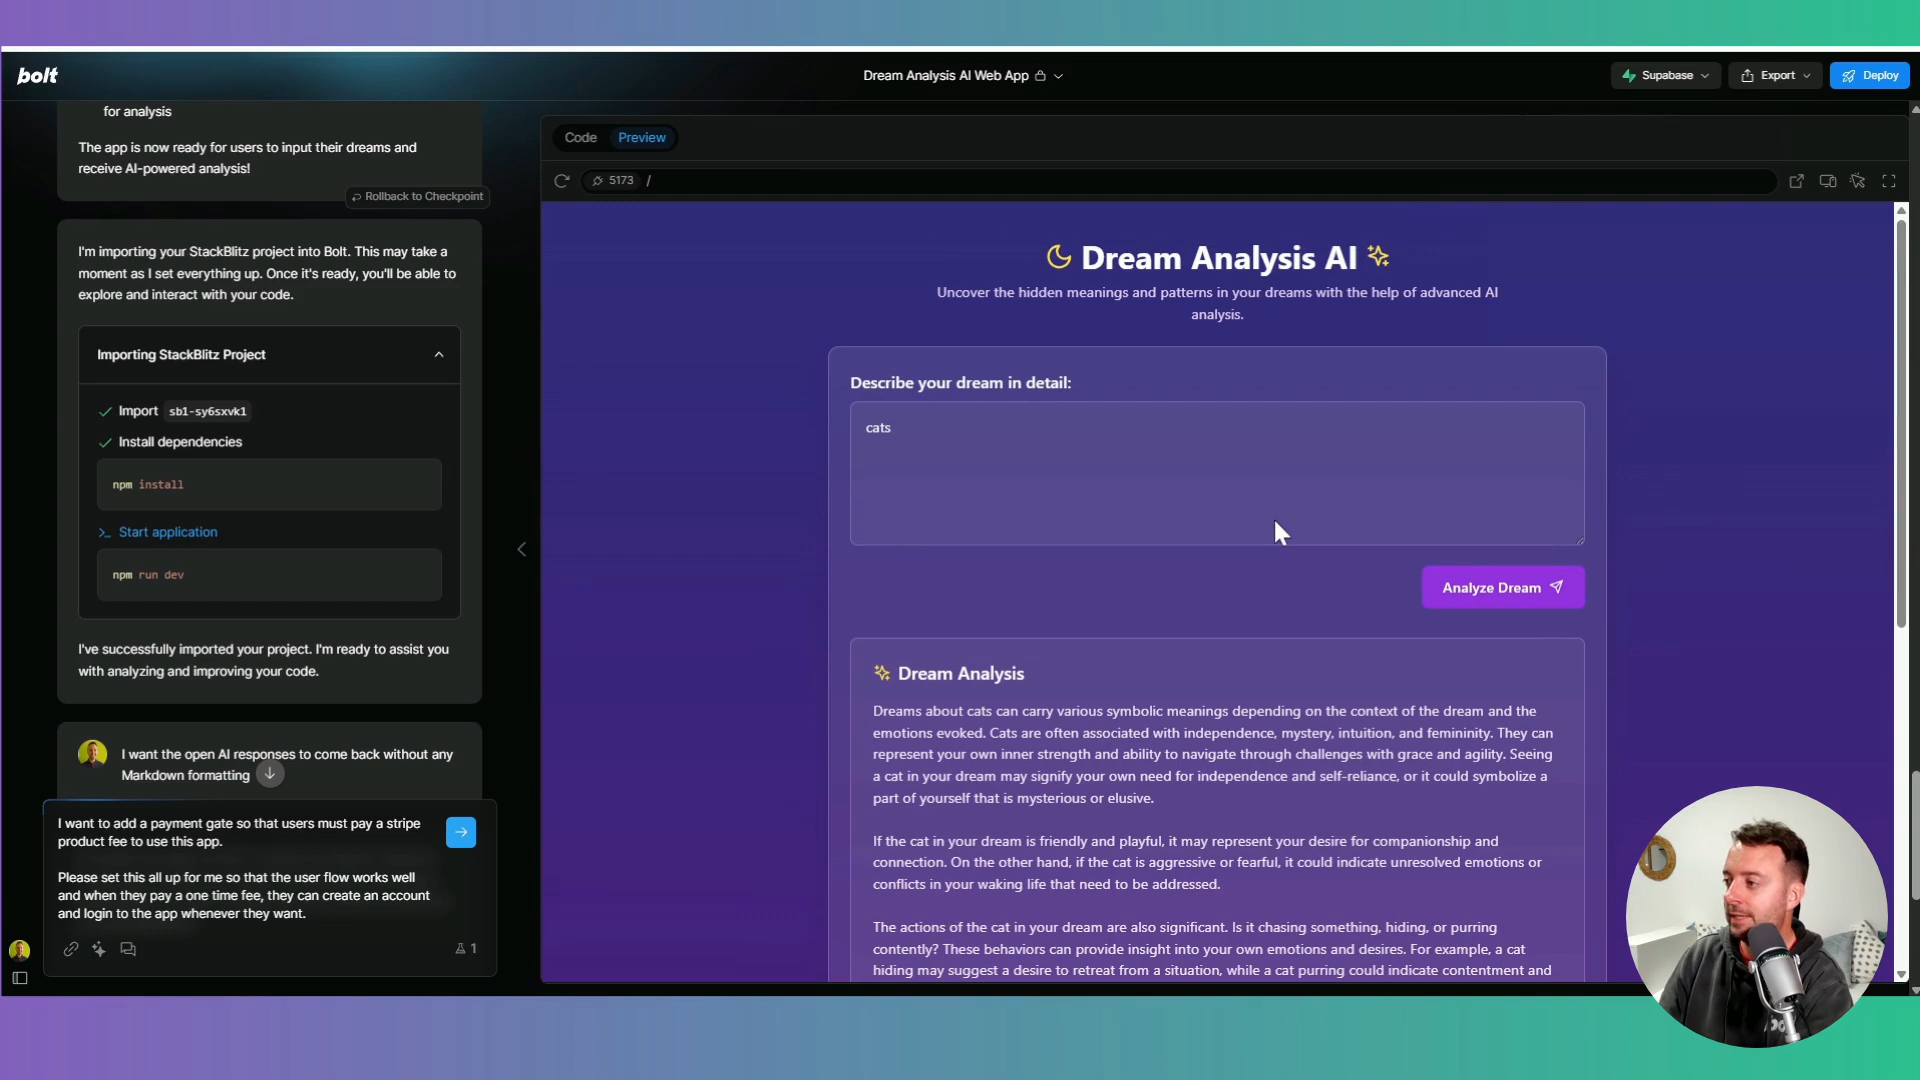 bolt
Dream Analysis AI Web App
Supabase
Export
Deploy
for analysis
The app is now ready for users to input their dreams and
receive AI-powered analysis!
Rollback to Checkpoint
I'm importing your StackBlitz project into Bolt. This may take a
moment as I set everything up. Once it's ready, you'll be able to
explore and interact with your code.
Importing StackBlitz Project
Import sb1-sy6sxvk1
Install dependencies
npm install
Start application
npm run dev
I've successfully imported your project. I'm ready to assist you
with analyzing and improving your code.
I want the open AI responses to come back without any
Markdown formatting
I want to add a payment gate so that users must pay a stripe
product fee to use this app.
Please set this all up for me so that the user flow works well
and when they pay a one time fee, they can create an account
and login to the app whenever they want.
1
Code
Preview
5173 /
Dream Analysis AI
Uncover the hidden meanings and patterns in your dreams with the help of advanced AI
analysis.
Describe your dream in detail:
cats
Analyze Dream
Dream Analysis
Dreams about cats can carry various symbolic meanings depending on the context of the dream and the
emotions evoked. Cats are often associated with independence, mystery, intuition, and femininity. They can
represent your own inner strength and ability to navigate through challenges with grace and agility. Seeing
a cat in your dream may signify your own need for independence and self-reliance, or it could symbolize a
part of yourself that is mysterious or elusive.
If the cat in your dream is friendly and playful, it may represent your desire for companionship and
connection. On the other hand, if the cat is aggressive or fearful, it could indicate unresolved emotions or
conflicts in your waking life that need to be addressed.
The actions of the cat in your dream are also significant. Is it chasing something, hiding, or purring
contently? These behaviors can provide insight into your own emotions and desires. For example, a cat
hiding may suggest a desire to retreat from a situation, while a cat purring could indicate contentment and